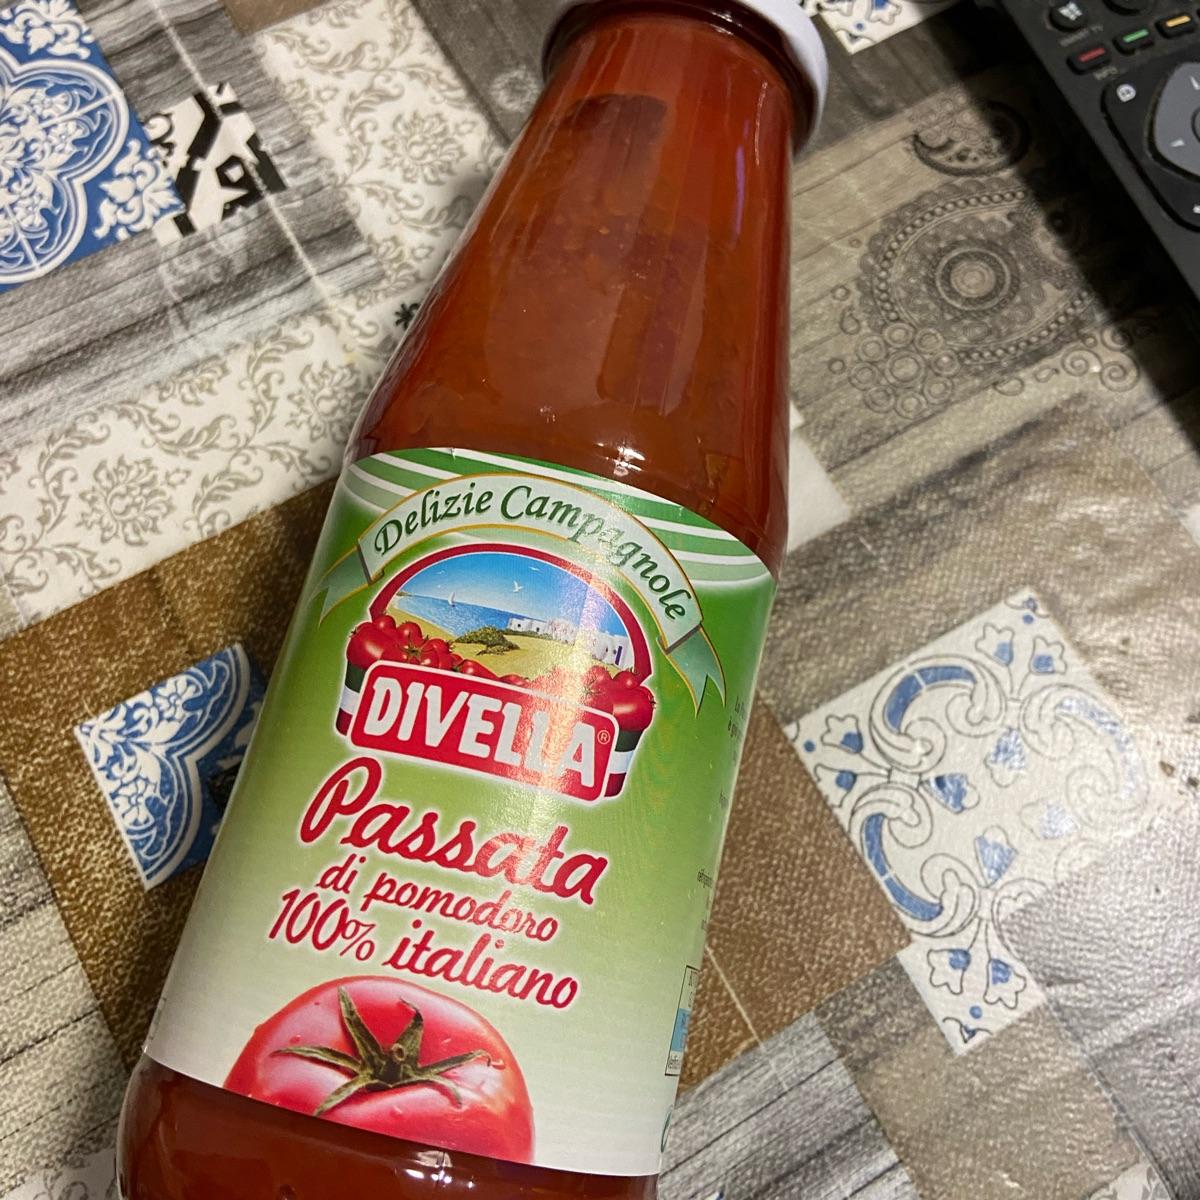 Delizie Campagnole
DIVELLA®
Passata
di pomodoro
100% italiano